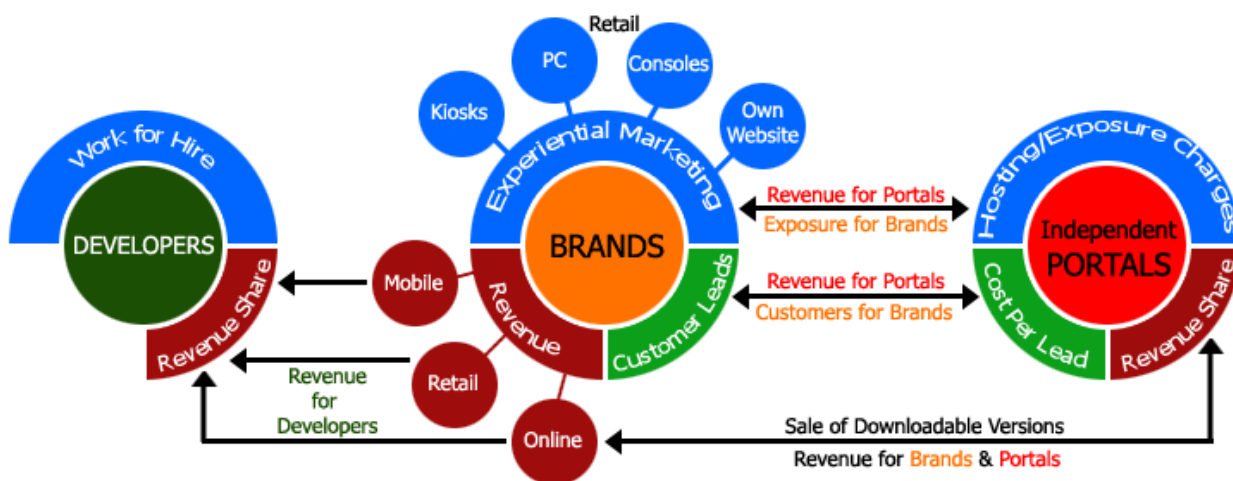 Retail
PC
Consoles
Kiosks
Own
Website
Work for Hire
Experiential Marketing
Hosting/Exposure Charges
DEVELOPERS
BRANDS
Independent
PORTALS
Revenue for Portals
Exposure for Brands
Mobile
Revenue Share
Revenue
Customer Leads
Revenue for Portals
Customers for Brands
Cost Per Lead
Revenue Share
Retail
Revenue
for
Developers
Online
Sale of Downloadable Versions
Revenue for Brands & Portals